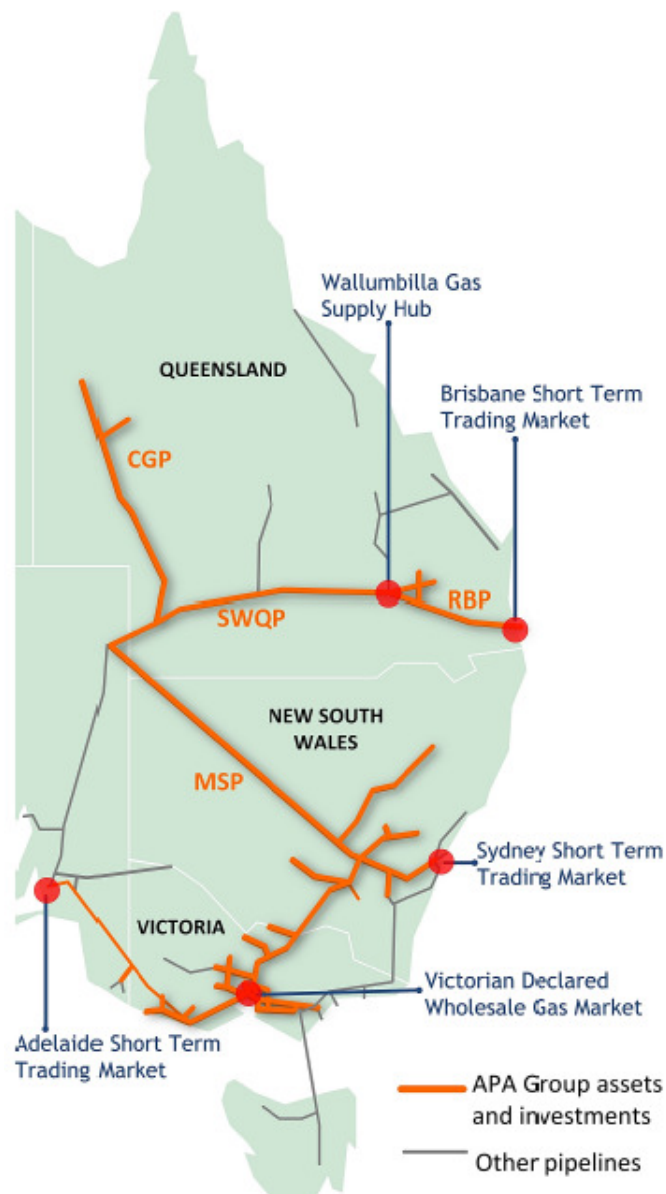 Wallumbilla Gas
Supply Hub
QUEENSLAND
Brisbane Short Term
Trading Market
CGP
SWQP
RBP
NEW SOUTH
WALES
MSP
Sydney Short Term
Trading Market
VICTORIA
Victorian Declared
Wholesale Gas Market
Adelaide Short Term
Trading Market
APA Group assets
and investments
Other pipelines